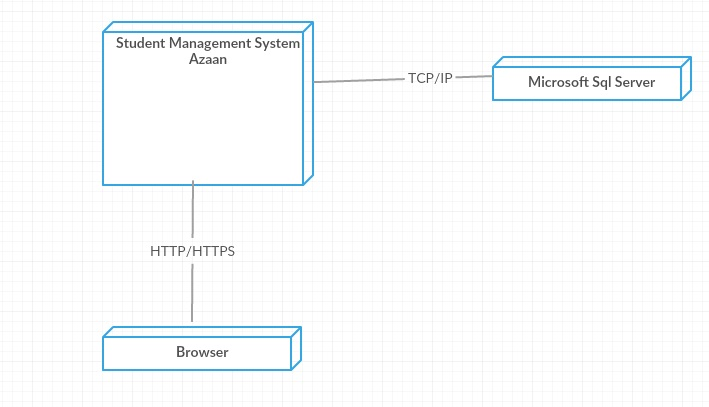 Student Management System
Azaan
TCP/IP
Microsoft Sql Server
HTTP/HTTPS
Browser